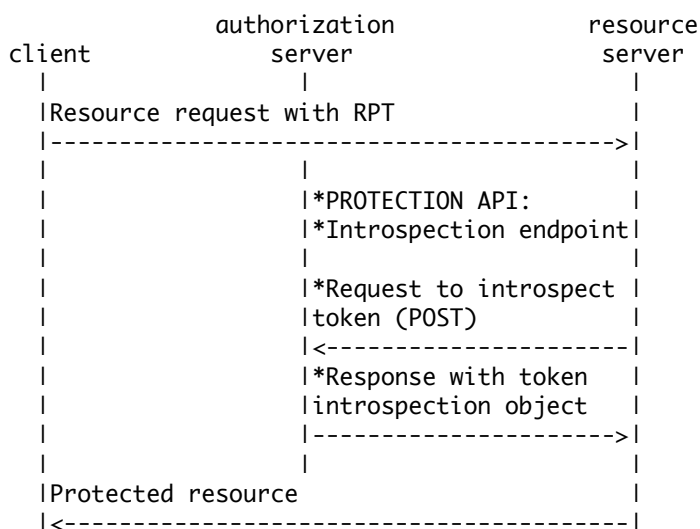 authorization              resource
client             server                  server
  |                  |                       |
  |Resource request with RPT                 |
  |----------------------------------------->|
  |                  |                       |
  |                  |*PROTECTION API:       |
  |                  |*Introspection endpoint|
  |                  |                       |
  |                  |*Request to introspect |
  |                  |token (POST)           |
  |                  |<----------------------|
  |                  |*Response with token   |
  |                  |introspection object   |
  |                  |---------------------->|
  |                  |                       |
  |Protected resource                        |
  |<-----------------------------------------|